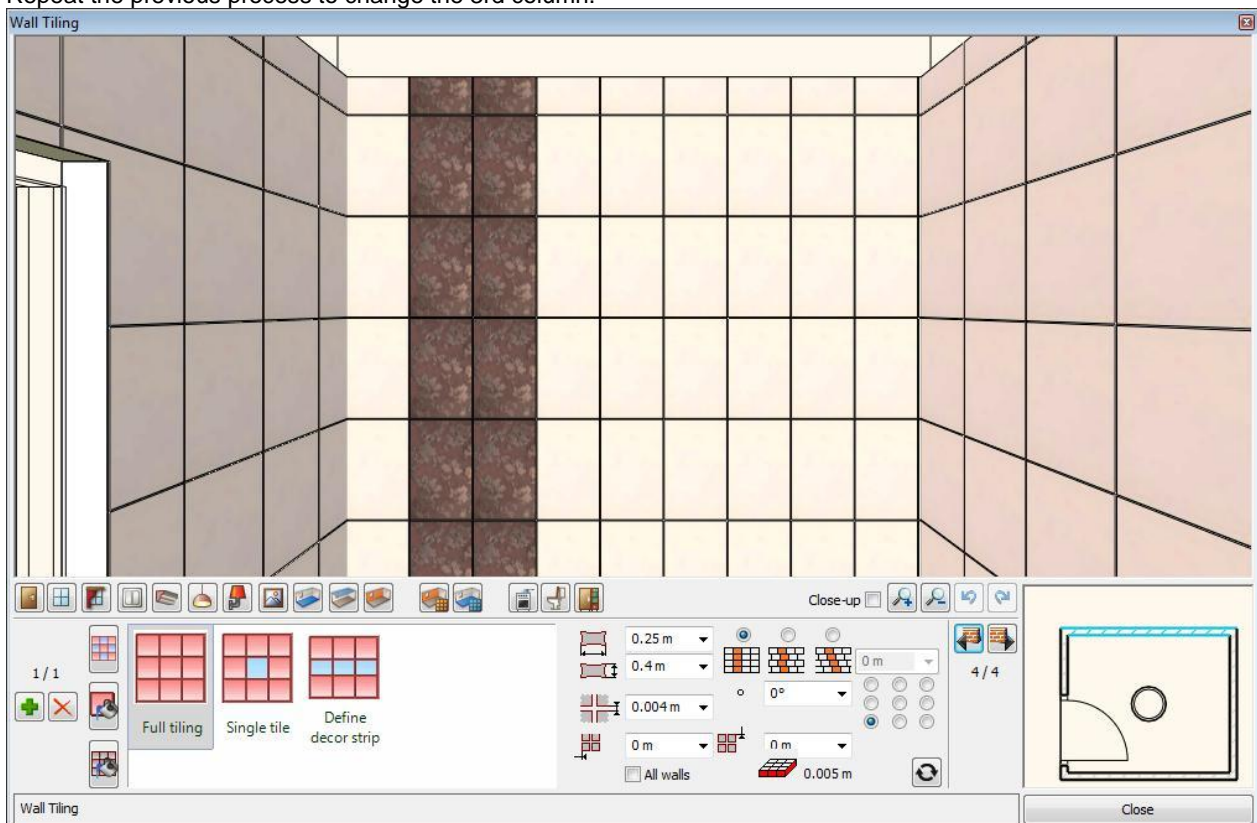 Repeat the previous process to change the 3rd column.
Wall Tiling
Close-up
1 / 1
Full tiling
Single tile
Define
decor strip
0.25 m
0.4 m
0.004 m
0 m
All walls
0°
0 m
0 m
0.005 m
4 / 4
Wall Tiling
Close